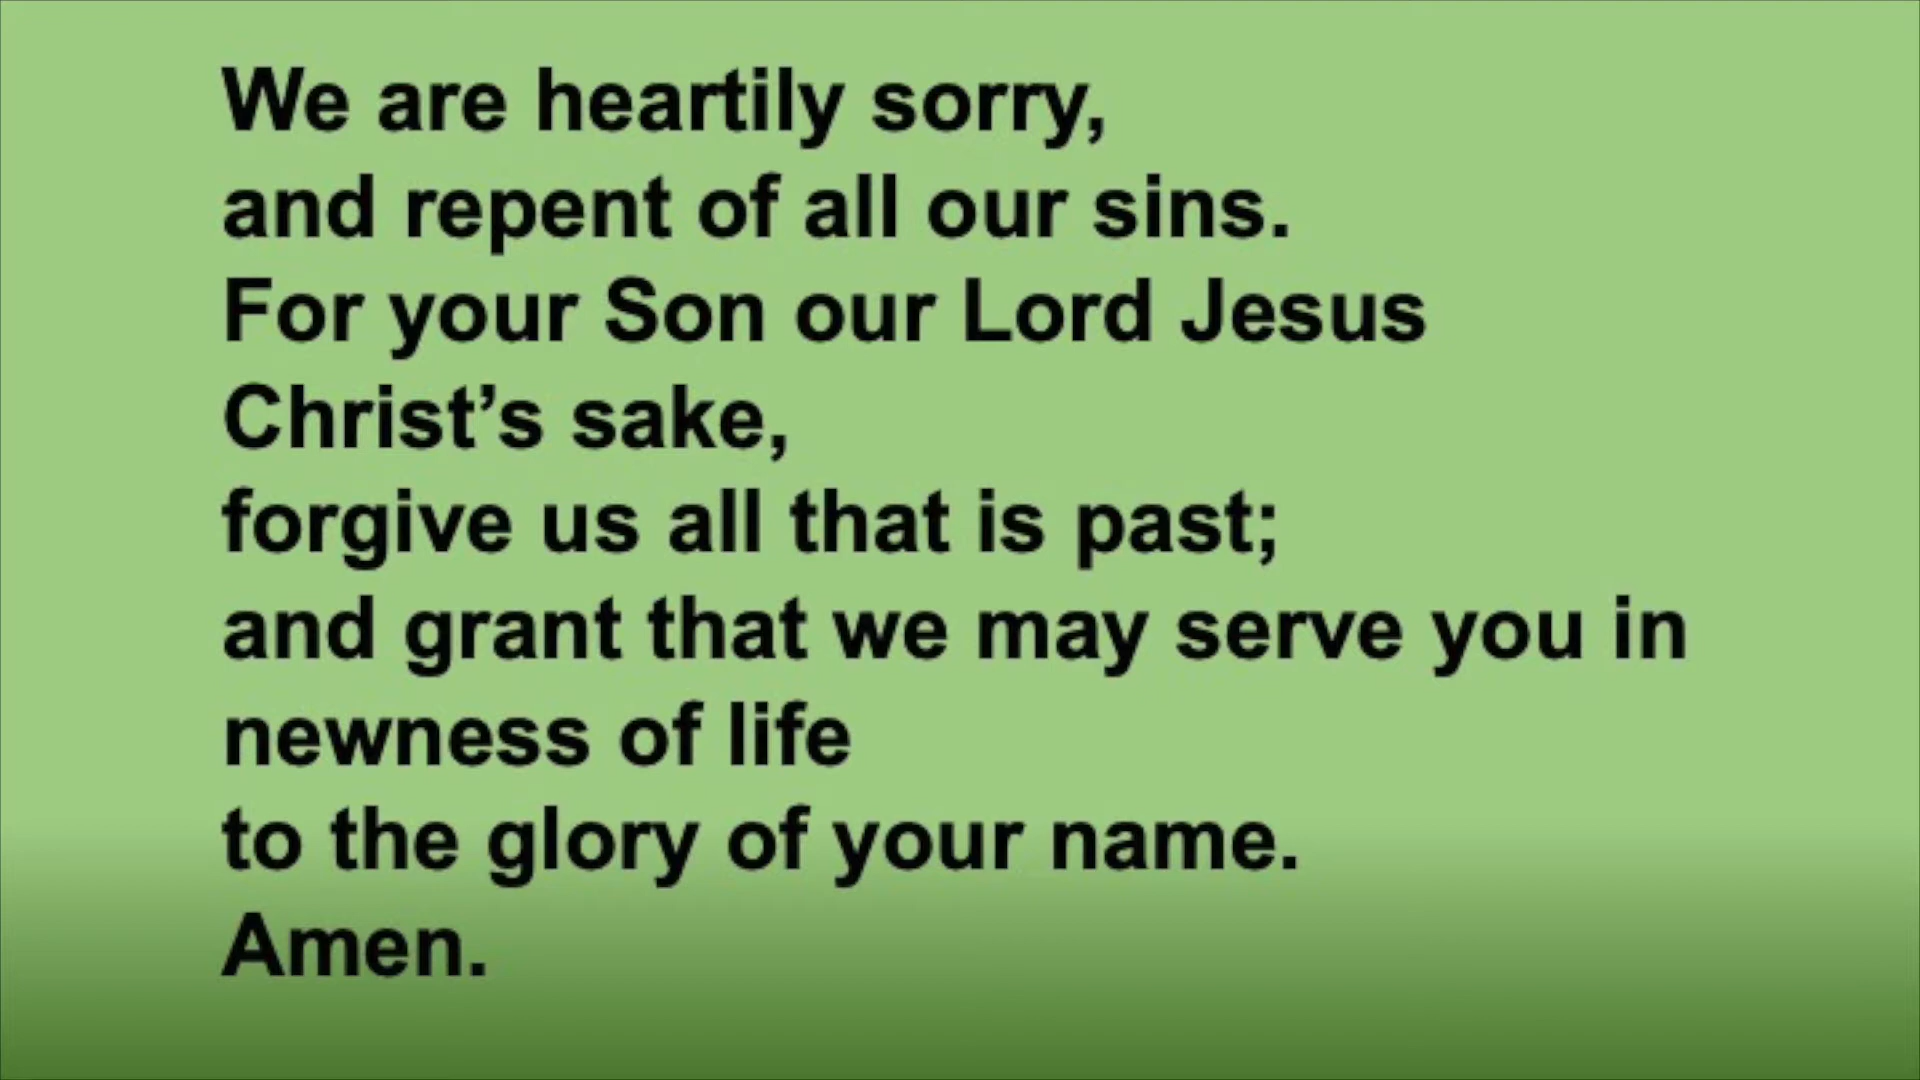 We are heartily sorry,
and repent of all our sins.
For your Son our Lord Jesus
Christ’s sake,
forgive us all that is past;
and grant that we may serve you in
newness of life
to the glory of your name.
Amen.